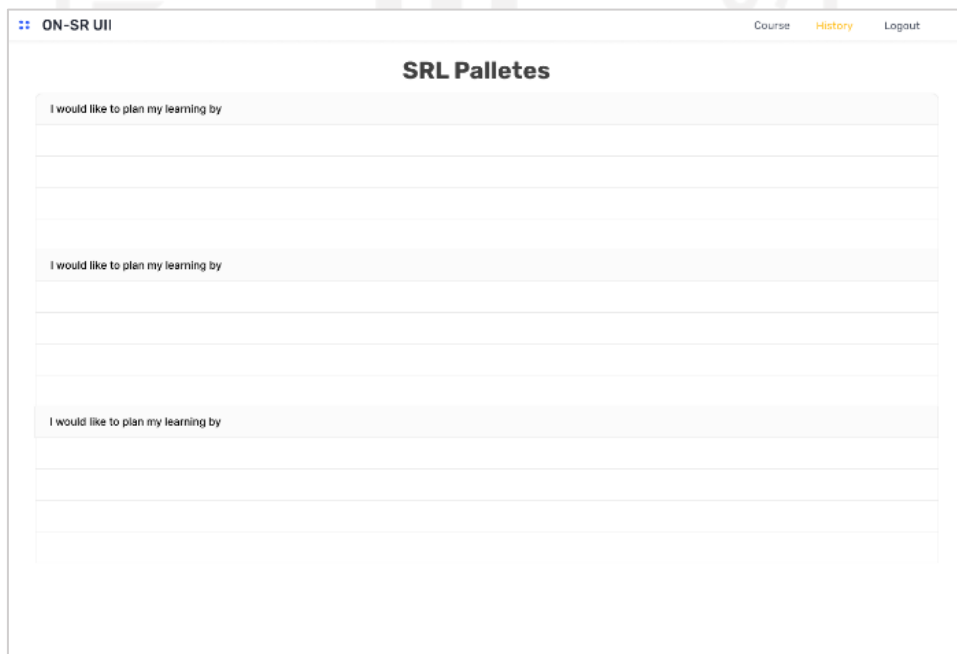 ON-SR UII
Course History Logout
SRL Palletes
I would like to plan my learning by
I would like to plan my learning by
I would like to plan my learning by